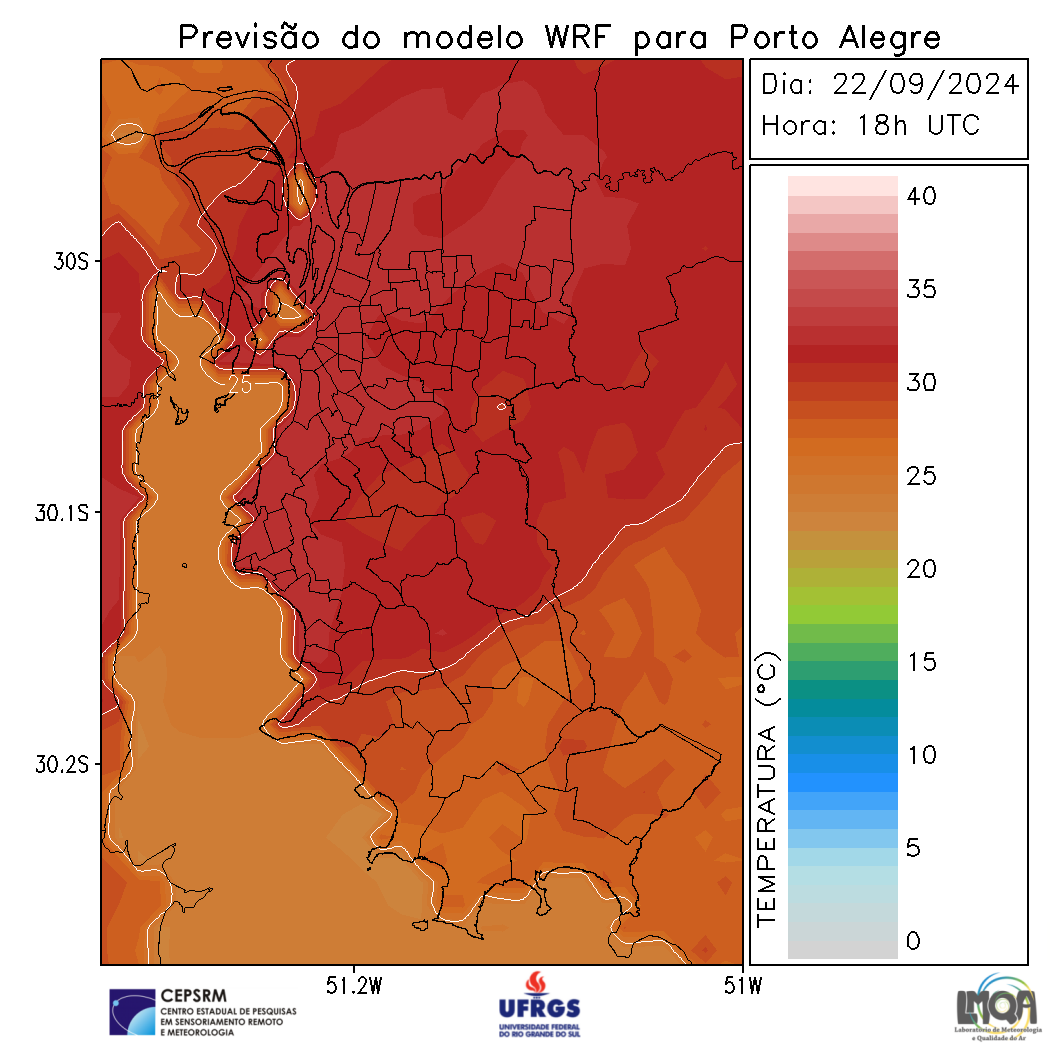 Previsão do modelo WRF para Porto Alegre
Dia: 22/09/2024
Hora: 18h UTC
30S
30.1S
30.2S
51.2W
51W
25
TEMPERATURA (°C)
40
35
30
25
20
15
10
5
0
CEPSRM
CENTRO ESTADUAL DE PESQUISAS
EM SENSORIAMENTO REMOTO
E METEOROLOGIA
UFRGS
UNIVERSIDADE FEDERAL
DO RIO GRANDE DO SUL
LMQA
Laboratório de Meteorologia
e Qualidade do Ar